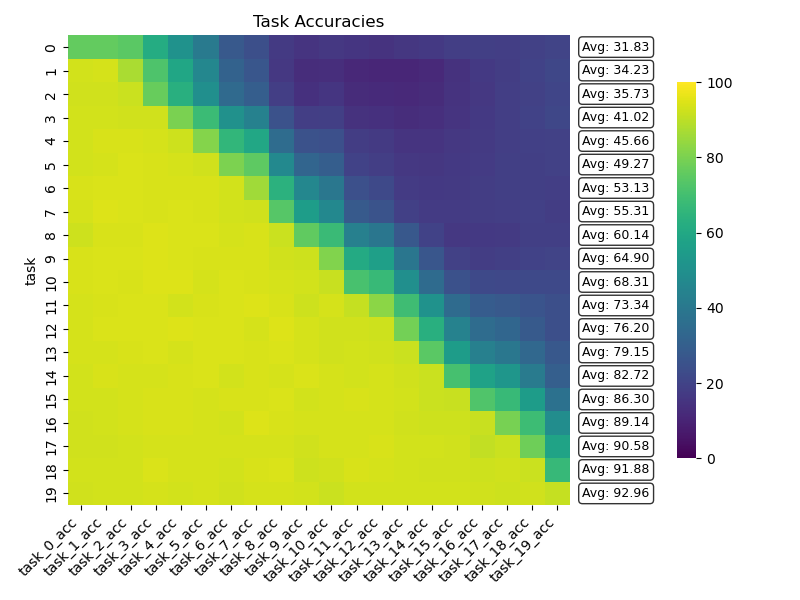 Task Accuracies
task
0
1
2
3
4
5
6
7
8
9
10
11
12
13
14
15
16
17
18
19
Avg: 31.83
Avg: 34.23
Avg: 35.73
Avg: 41.02
Avg: 45.66
Avg: 49.27
Avg: 53.13
Avg: 55.31
Avg: 60.14
Avg: 64.90
Avg: 68.31
Avg: 73.34
Avg: 76.20
Avg: 79.15
Avg: 82.72
Avg: 86.30
Avg: 89.14
Avg: 90.58
Avg: 91.88
Avg: 92.96
100
80
60
40
20
0
task_0_acc
task_1_acc
task_2_acc
task_3_acc
task_4_acc
task_5_acc
task_6_acc
task_7_acc
task_8_acc
task_9_acc
task_10_acc
task_11_acc
task_12_acc
task_13_acc
task_14_acc
task_15_acc
task_16_acc
task_17_acc
task_18_acc
task_19_acc